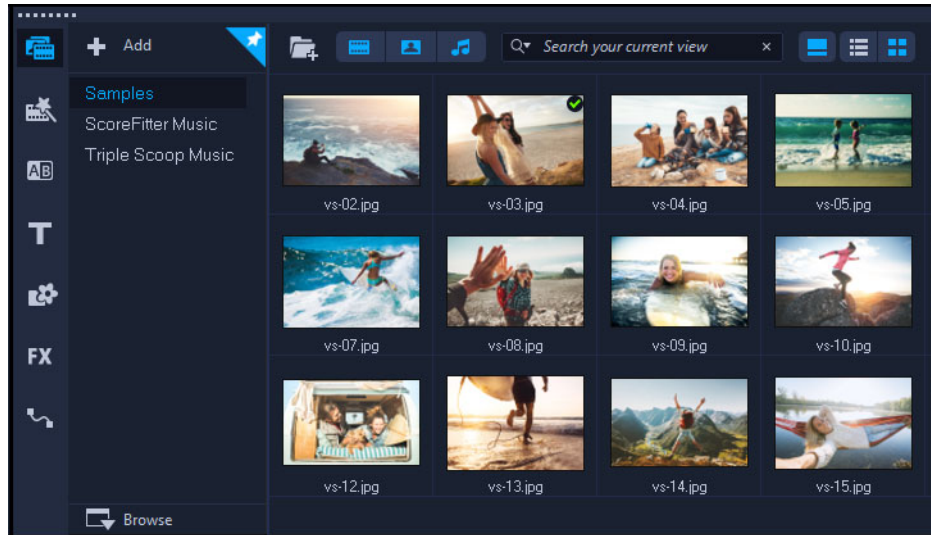 Add
Search your current view
Samples
ScoreFitter Music
Triple Scoop Music
AB
T
FX
vs-02.jpg
vs-03.jpg
vs-04.jpg
vs-05.jpg
vs-07.jpg
vs-08.jpg
vs-09.jpg
vs-10.jpg
vs-12.jpg
vs-13.jpg
vs-14.jpg
vs-15.jpg
Browse